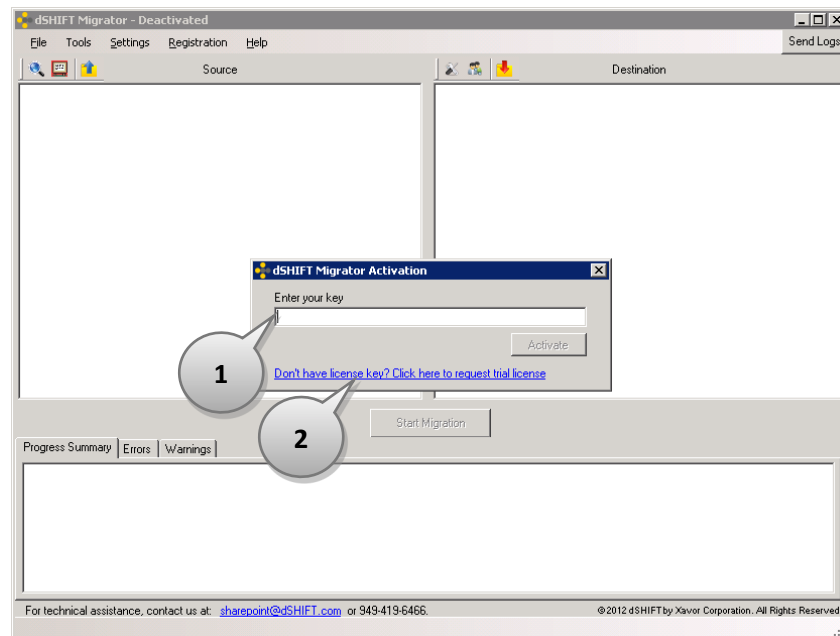 dSHIFT Migrator - Deactivated
File Tools Settings Registration Help
Send Logs
Source
Destination
dSHIFT Migrator Activation
Enter your key
Activate
1
Don't have license key? Click here to request trial license
Start Migration
2
Progress Summary Errors Warnings
For technical assistance, contact us at: sharepoint@dSHIFT.com or 949-419-6466. ©2012 dSHIFT by Xavor Corporation. All Rights Reserved